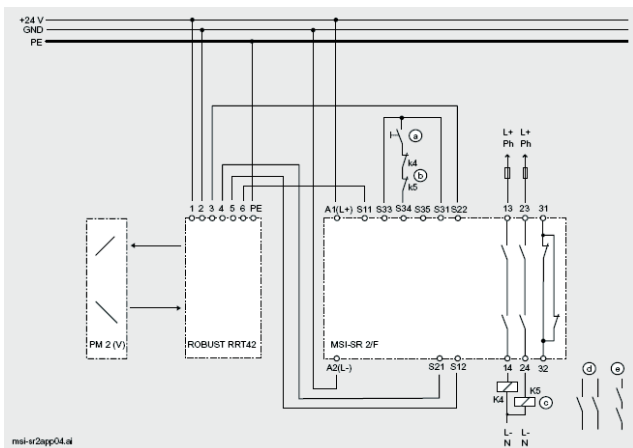 +24 V
GND
PE
a
L+ L+
Ph Ph
k4
b
k5
1 2 3 4 5 6 PE
A1(L+) S11 S33 S34 S35 S31 S22
13 23 31
PM 2 (V)
ROBUST RRT42
MSI-SR 2/F
A2(L-)
S21 S12
14 24 32
d e
K4
K5
c
L- L-
N N
msi-sr2app04.ai